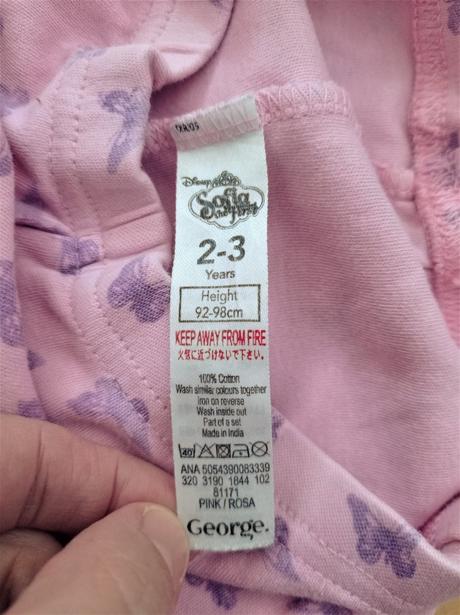 Disney
Sofia
the First
2-3
Years
Height
92-98cm
KEEP AWAY FROM FIRE
火気に近づけないで下さい。
100% Cotton
Wash similar colours together
Iron on reverse
Wash inside out
Part of a set
Made in India
40
ANA 5054390083339
320 3190 1844 102
81171
PINK / ROSA
George.